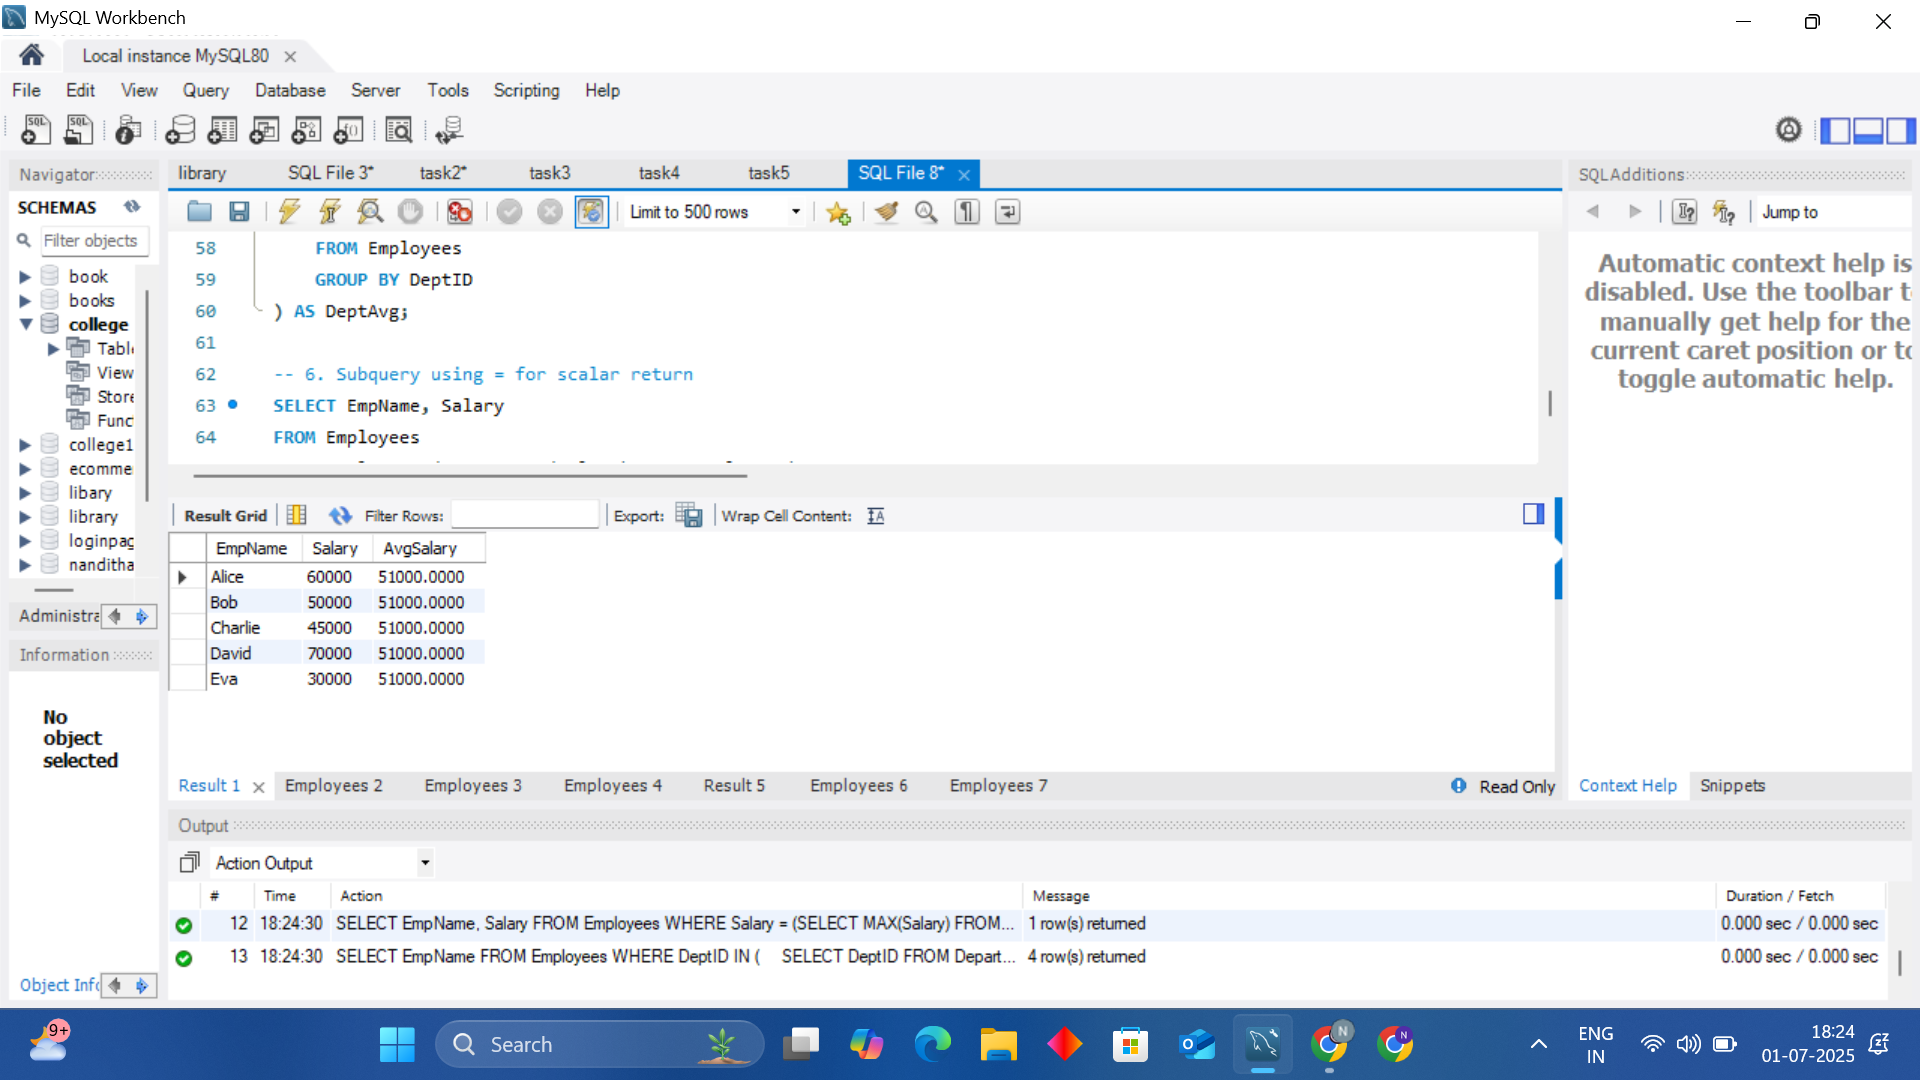 MySQL Workbench
Local instance MySQL80
File Edit View Query Database Server Tools Scripting Help
Navigator
SCHEMAS
Filter objects
book
books
college
Table
View
Store
Func
college1
ecomme
libary
library
loginpag
nanditha
Administra
Information
No
object
selected
Object Info
library SQL File 3* task2* task3 task4 task5 SQL File 8*
Limit to 500 rows
58 FROM Employees
59 GROUP BY DeptID
60 ) AS DeptAvg;
61
62 -- 6. Subquery using = for scalar return
63 SELECT EmpName, Salary
64 FROM Employees
Result Grid Filter Rows: Export: Wrap Cell Content:
EmpName Salary AvgSalary
Alice 60000 51000.0000
Bob 50000 51000.0000
Charlie 45000 51000.0000
David 70000 51000.0000
Eva 30000 51000.0000
Result 1 Employees 2 Employees 3 Employees 4 Result 5 Employees 6 Employees 7 Read Only
SQLAdditions
Jump to
Automatic context help is
disabled. Use the toolbar t
manually get help for the
current caret position or to
toggle automatic help.
Context Help Snippets
Output
Action Output
# Time Action Message Duration / Fetch
12 18:24:30 SELECT EmpName, Salary FROM Employees WHERE Salary = (SELECT MAX(Salary) FROM... 1 row(s) returned 0.000 sec / 0.000 sec
13 18:24:30 SELECT EmpName FROM Employees WHERE DeptID IN ( SELECT DeptID FROM Depart... 4 row(s) returned 0.000 sec / 0.000 sec
9+
Search
N
N
ENG
IN
18:24
01-07-2025